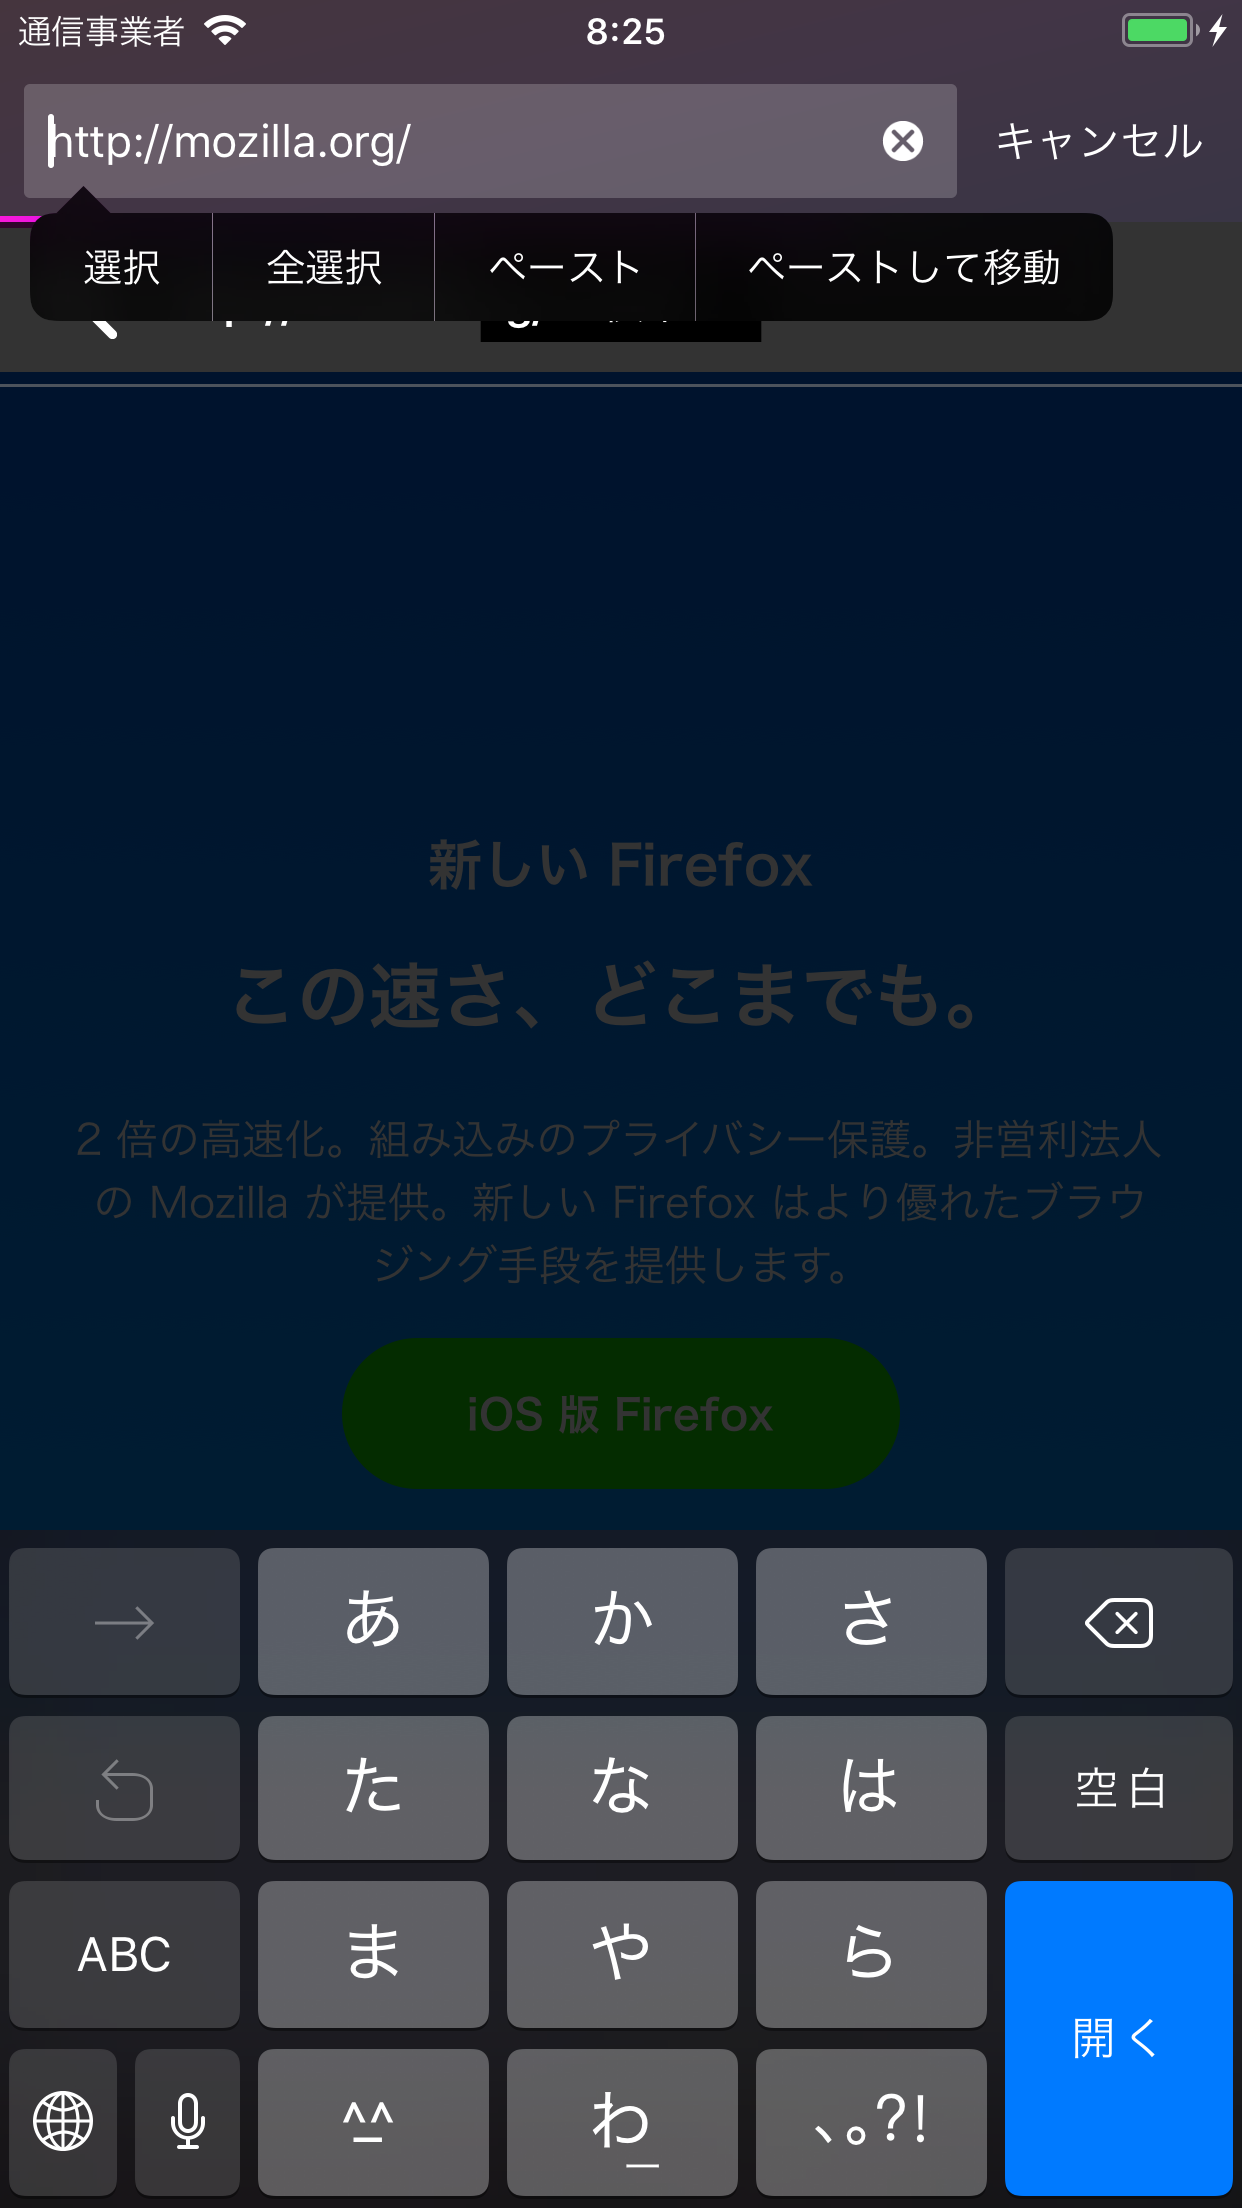 通信事業者 8:25
http://mozilla.org/ キャンセル
選択 全選択 ペースト ペーストして移動
新しい Firefox
この速さ、どこまでも。
2 倍の高速化。組み込みのプライバシー保護。非営利法人
の Mozilla が提供。新しい Firefox はより優れたブラウ
ジング手段を提供します。
iOS 版 Firefox
→ あ か さ
た な は 空白
ABC ま や ら
開く
^_^ わ_ 、。?!